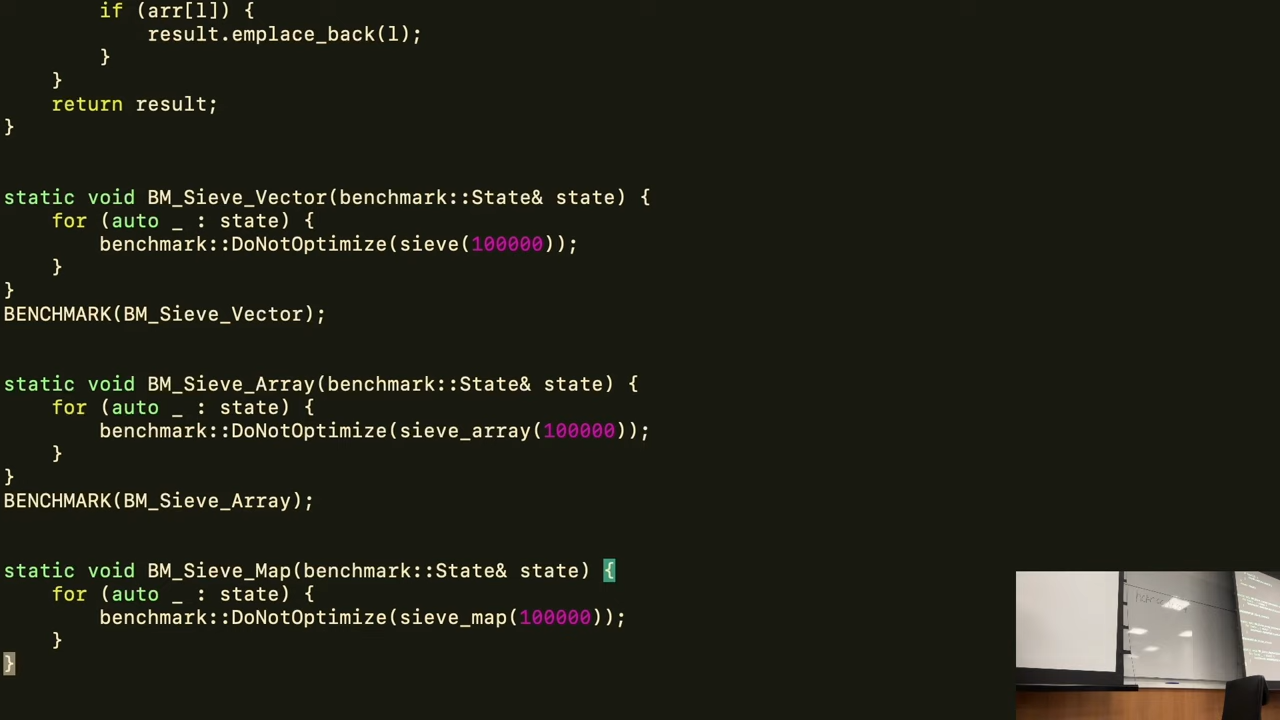 if (arr[l]) {
result.emplace_back(l);
}
}
return result;
}
static void BM_Sieve_Vector(benchmark::State& state) {
for (auto _ : state) {
benchmark::DoNotOptimize(sieve(100000));
}
}
BENCHMARK(BM_Sieve_Vector);
static void BM_Sieve_Array(benchmark::State& state) {
for (auto _ : state) {
benchmark::DoNotOptimize(sieve_array(100000));
}
}
BENCHMARK(BM_Sieve_Array);
static void BM_Sieve_Map(benchmark::State& state) {
for (auto _ : state) {
benchmark::DoNotOptimize(sieve_map(100000));
}
}